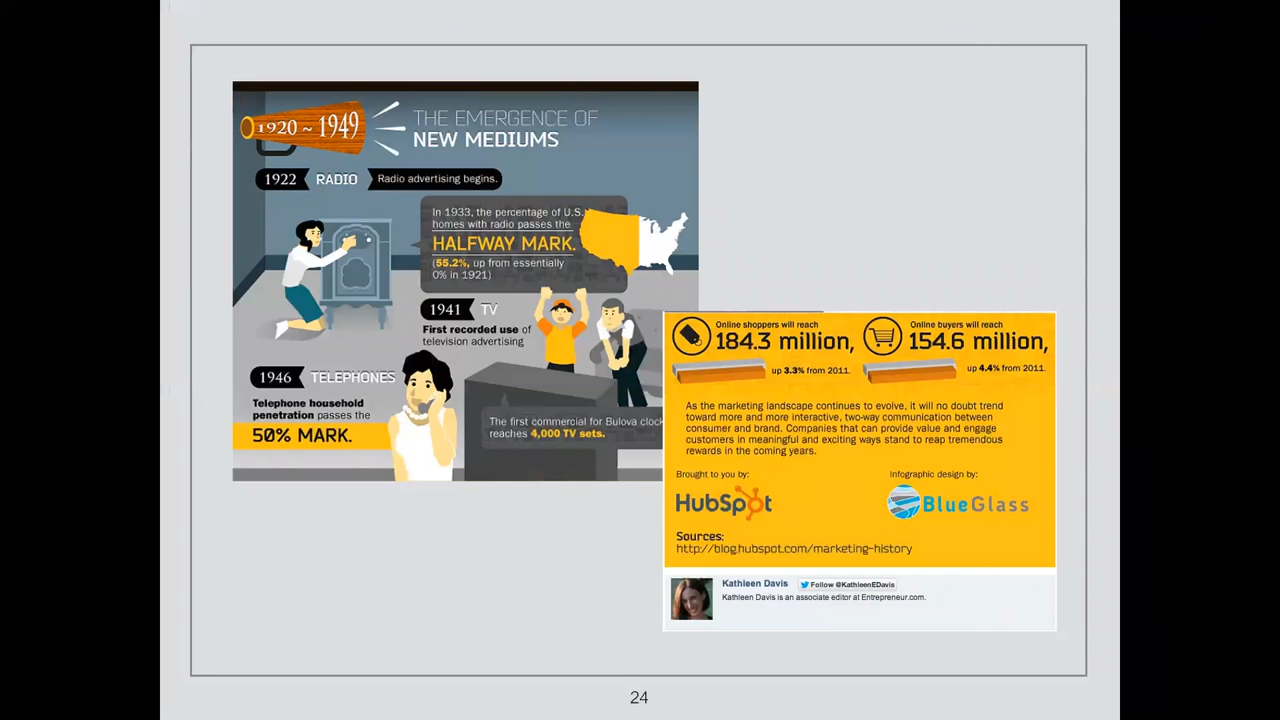 1920 ~ 1949
THE EMERGENCE OF
NEW MEDIUMS
1922 RADIO Radio advertising begins.
In 1933, the percentage of U.S.
homes with radio passes the
HALFWAY MARK.
(55.2%, up from essentially
0% in 1921)
1941 TV
First recorded use of
television advertising
1946 TELEPHONES
Telephone household
penetration passes the
50% MARK.
The first commercial for Bulova clock
reaches 4,000 TV sets.
Online shoppers will reach
184.3 million,
up 3.3% from 2011.
Online buyers will reach
154.6 million,
up 4.4% from 2011.
As the marketing landscape continues to evolve, it will no doubt trend
toward more and more interactive, two-way communication between
consumer and brand. Companies that can provide value and engage
customers in meaningful and exciting ways stand to reap tremendous
rewards in the coming years.
Brought to you by:
HubSpot
Infographic design by:
BlueGlass
Sources:
http://blog.hubspot.com/marketing-history
Kathleen Davis Follow @KathleenEDavis
Kathleen Davis is an associate editor at Entrepreneur.com.
24